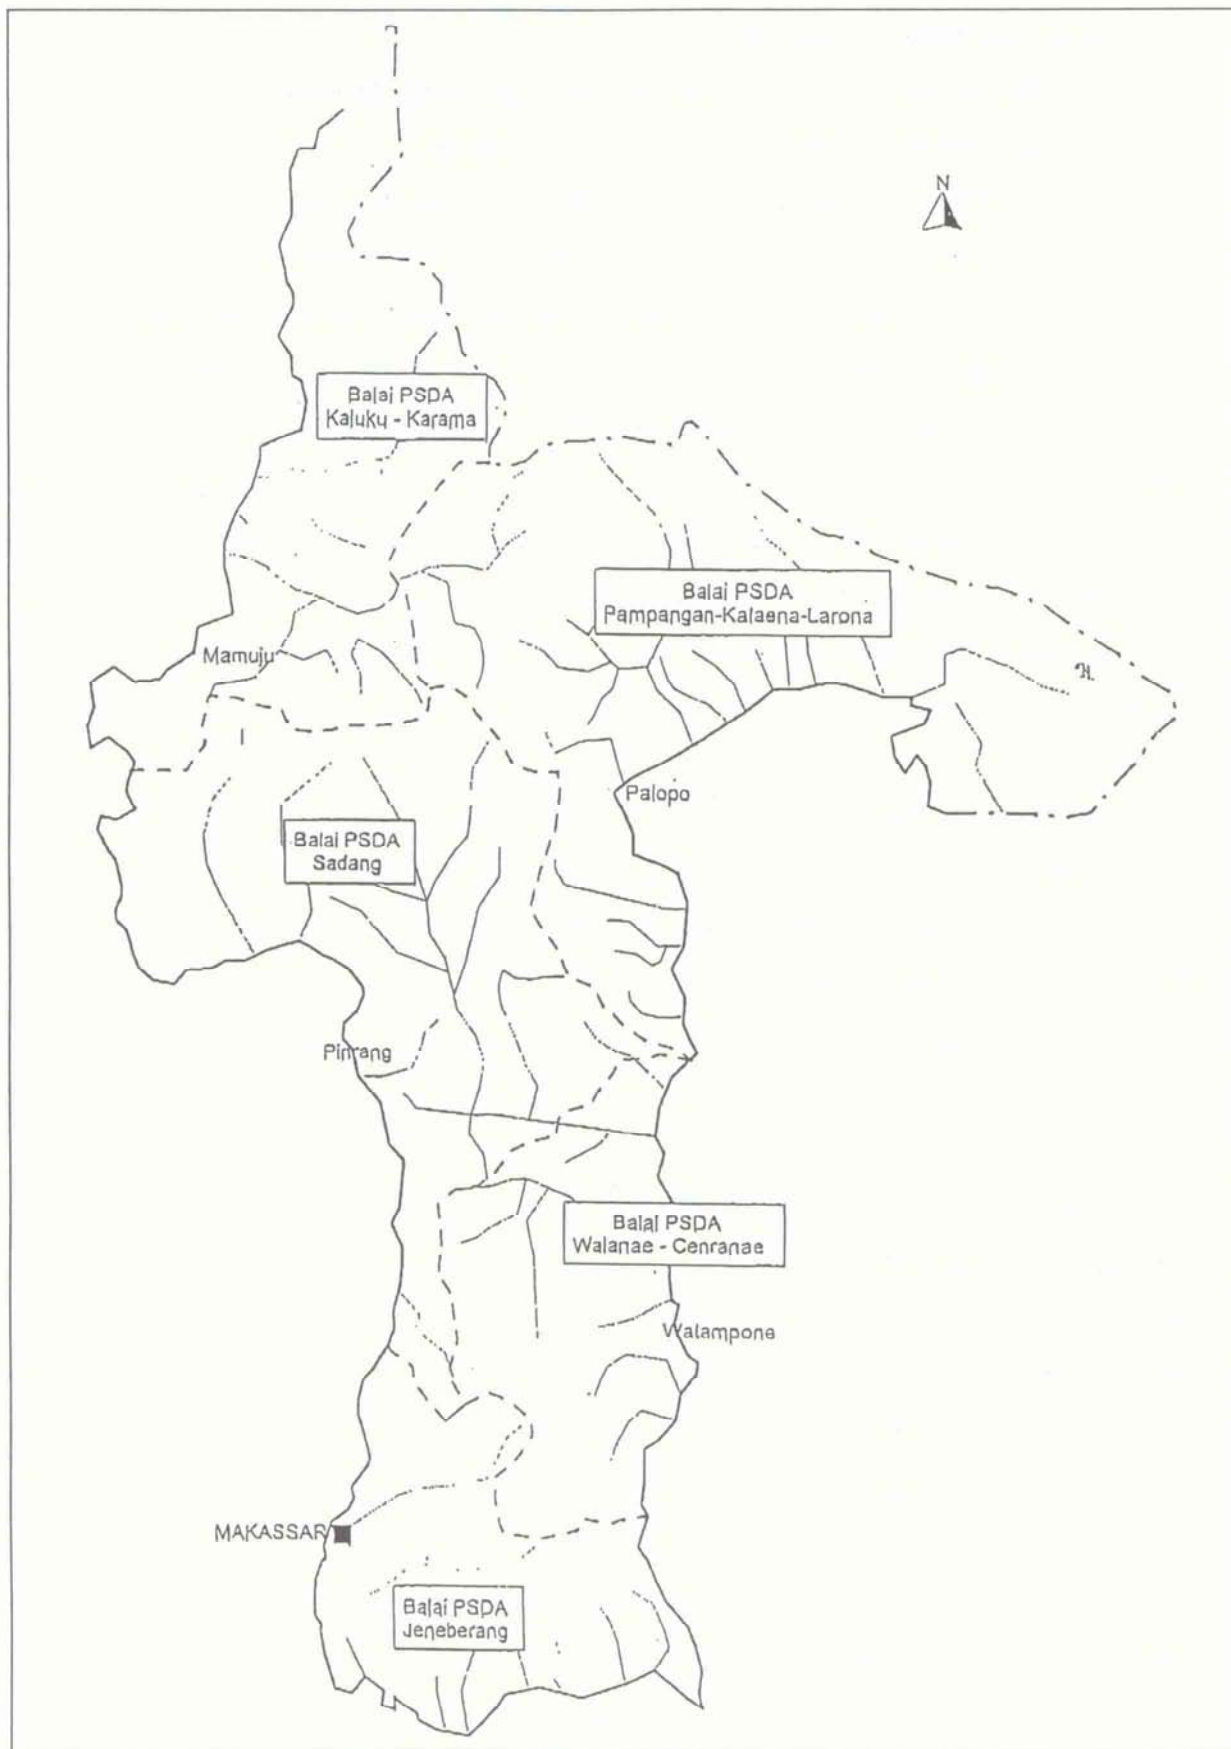 N
Balai PSDA
Kaluku - Karama
Balai PSDA
Pampangan-Kalaena-Larona
Mamuju
Palopo
Balai PSDA
Sadang
Pinrang
Balai PSDA
Walanae - Cenranae
Watampone
MAKASSAR
Balai PSDA
Jeneberang